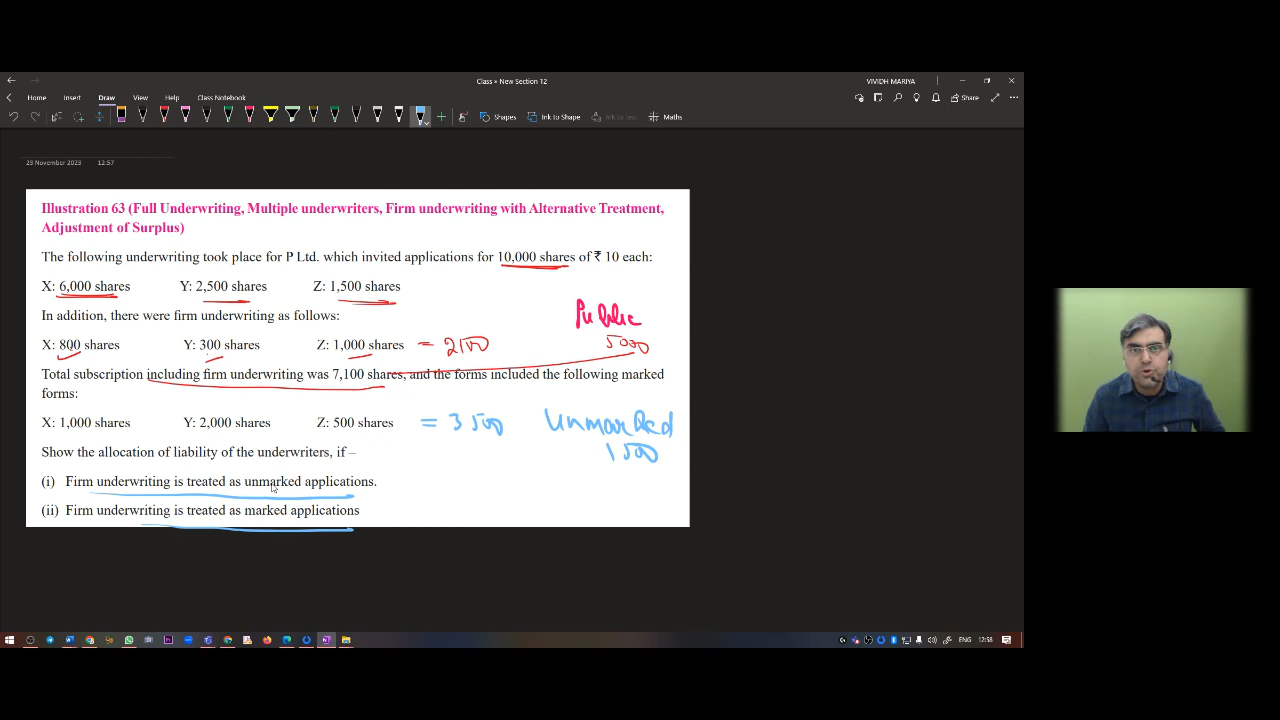 Class » New Section 12
VIVIDH MARIYA
Home Insert Draw View Help Class Notebook
Share
Shapes Ink to Shape Ink to Text Maths
23 November 2023 12:57
Illustration 63 (Full Underwriting, Multiple underwriters, Firm underwriting with Alternative Treatment,
Adjustment of Surplus)
The following underwriting took place for P Ltd. which invited applications for 10,000 shares of ₹ 10 each:
X: 6,000 shares Y: 2,500 shares Z: 1,500 shares
In addition, there were firm underwriting as follows:
Public
X: 800 shares Y: 300 shares Z: 1,000 shares = 2100 5000
Total subscription including firm underwriting was 7,100 shares, and the forms included the following marked
forms:
X: 1,000 shares Y: 2,000 shares Z: 500 shares = 3500 Unmarked
1500
Show the allocation of liability of the underwriters, if –
(i) Firm underwriting is treated as unmarked applications.
(ii) Firm underwriting is treated as marked applications
ENG 12:58